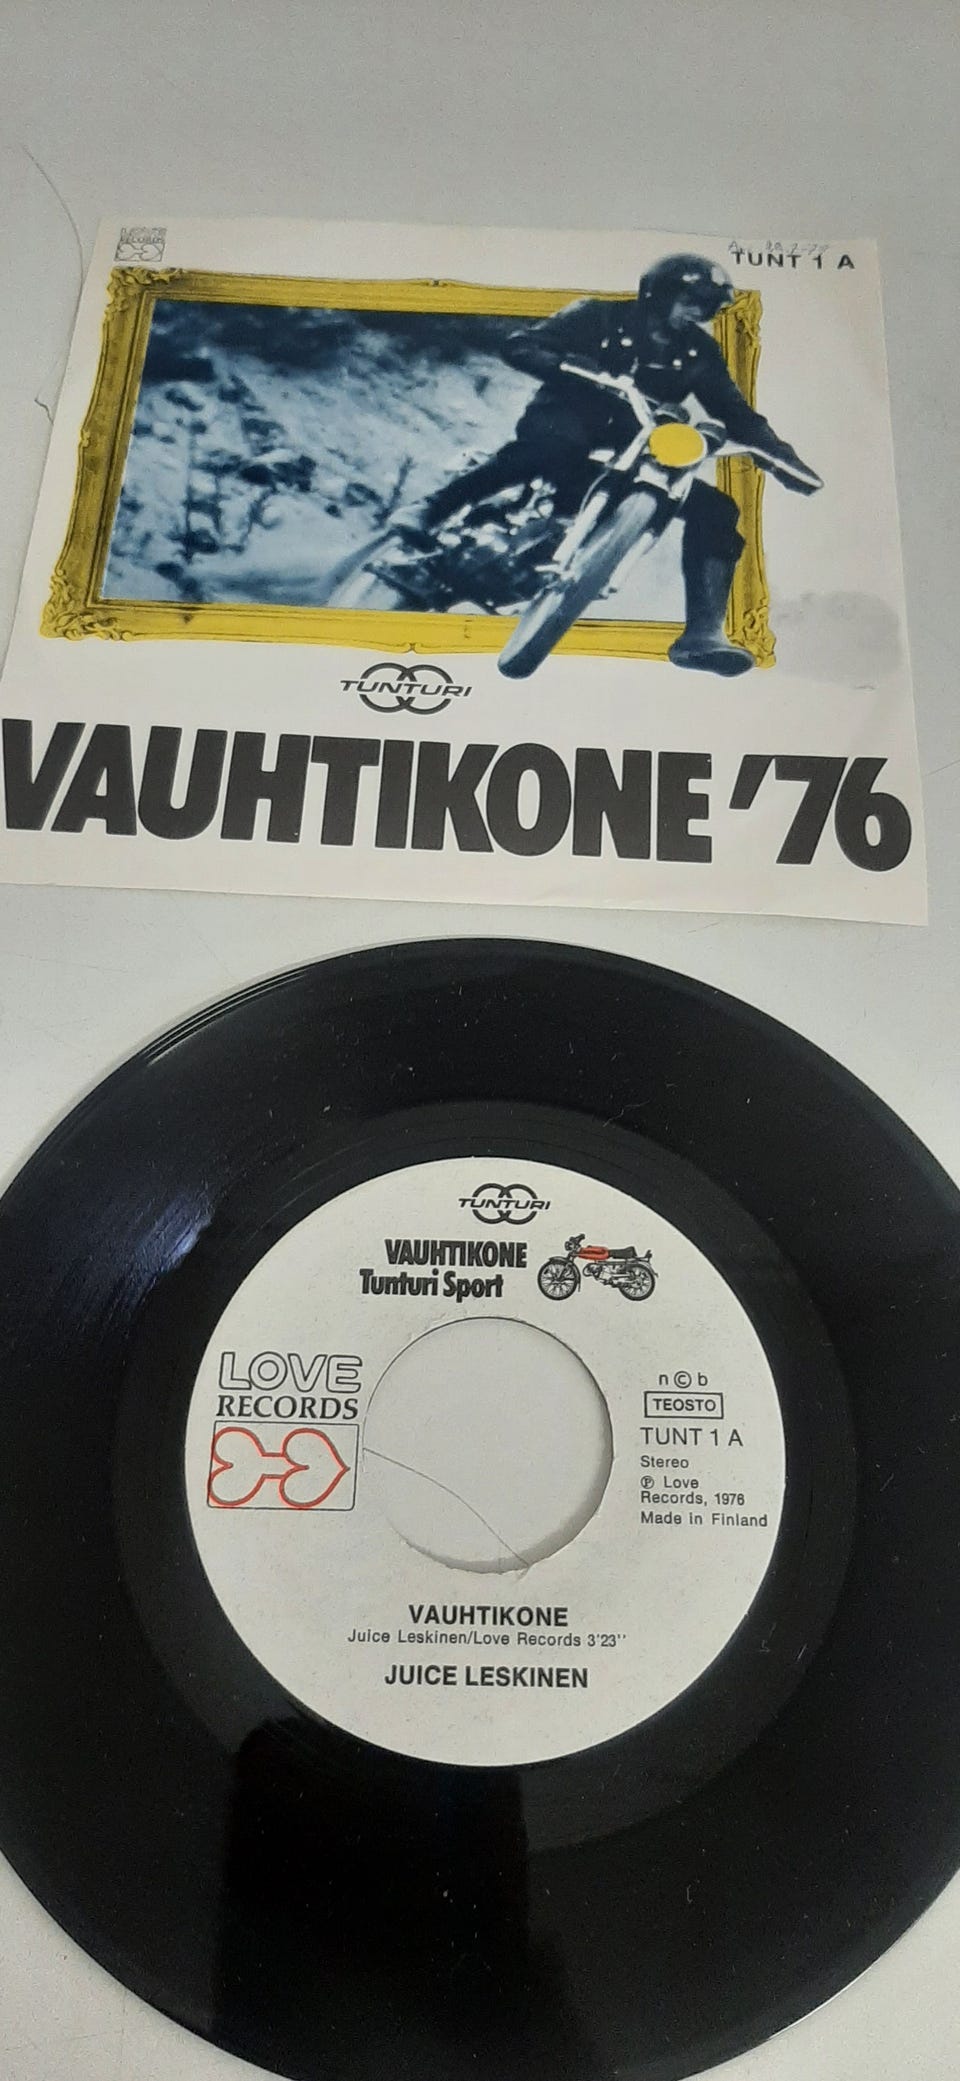 LOVE
RECORDS
TUNT 1 A
TUNTURI
VAUHTIKONE '76
TUNTURI
VAUHTIKONE
Tunturi Sport
LOVE
RECORDS
n©b
TEOSTO
TUNT 1 A
Stereo
℗ Love
Records, 1976
Made in Finland
VAUHTIKONE
Juice Leskinen/Love Records 3'23''
JUICE LESKINEN